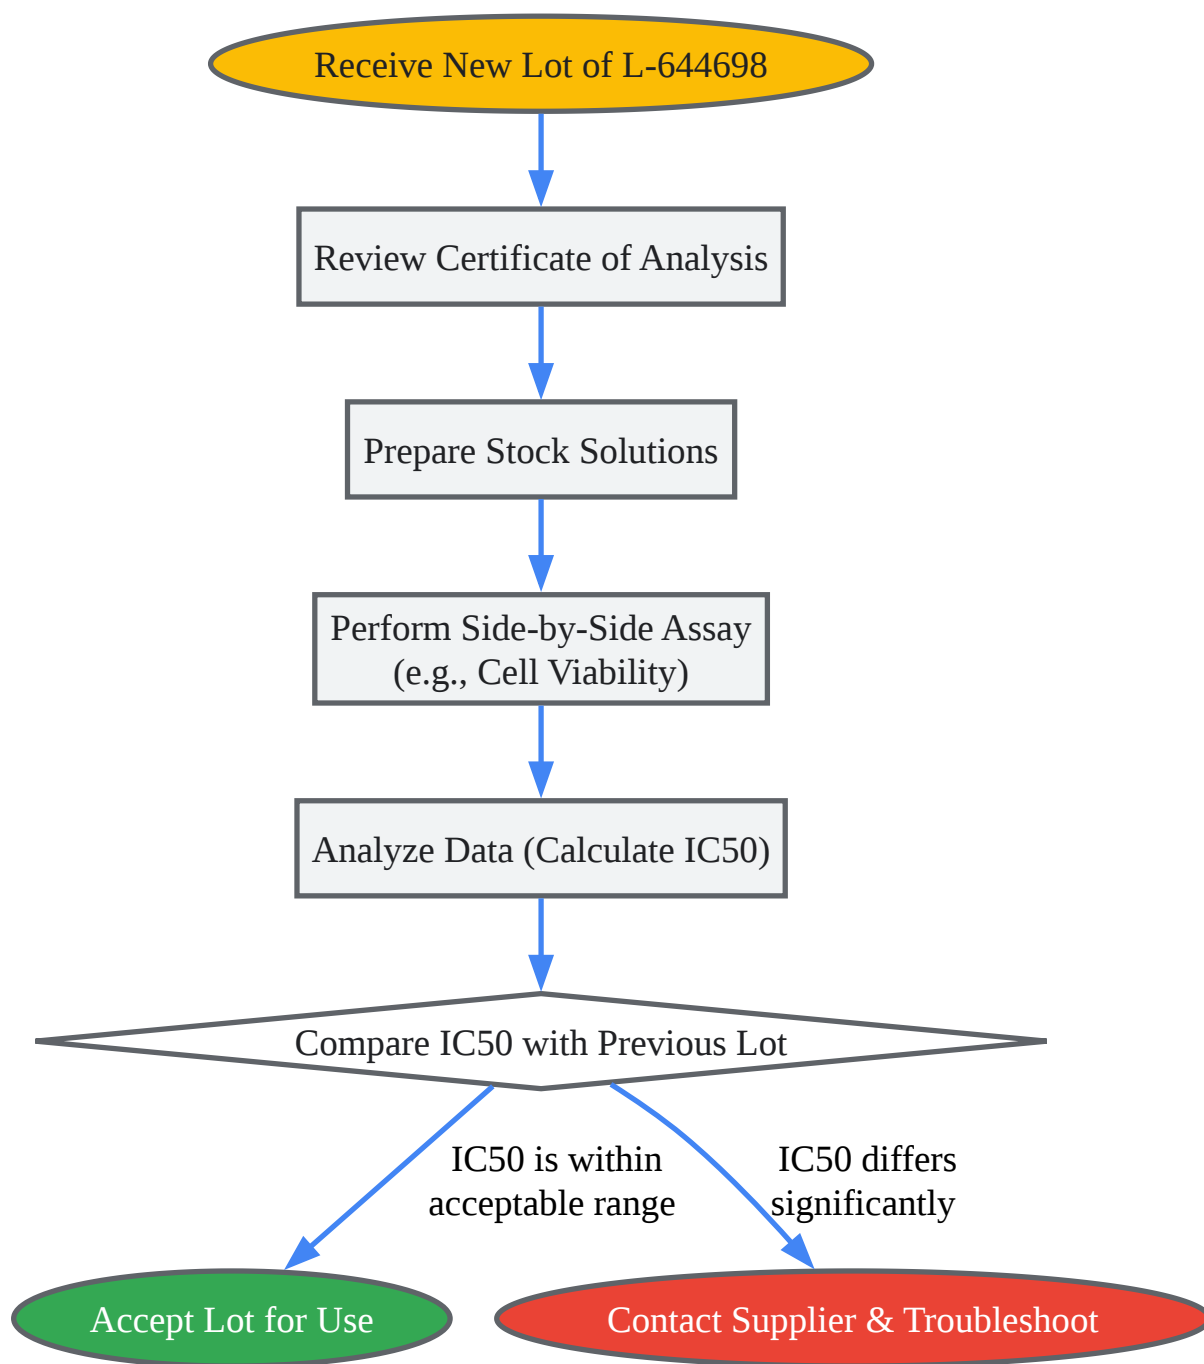 Receive New Lot of L-644698
Review Certificate of Analysis
Prepare Stock Solutions
Perform Side-by-Side Assay
(e.g., Cell Viability)
Analyze Data (Calculate IC50)
Compare IC50 with Previous Lot
IC50 is within
acceptable range
IC50 differs
significantly
Accept Lot for Use
Contact Supplier & Troubleshoot